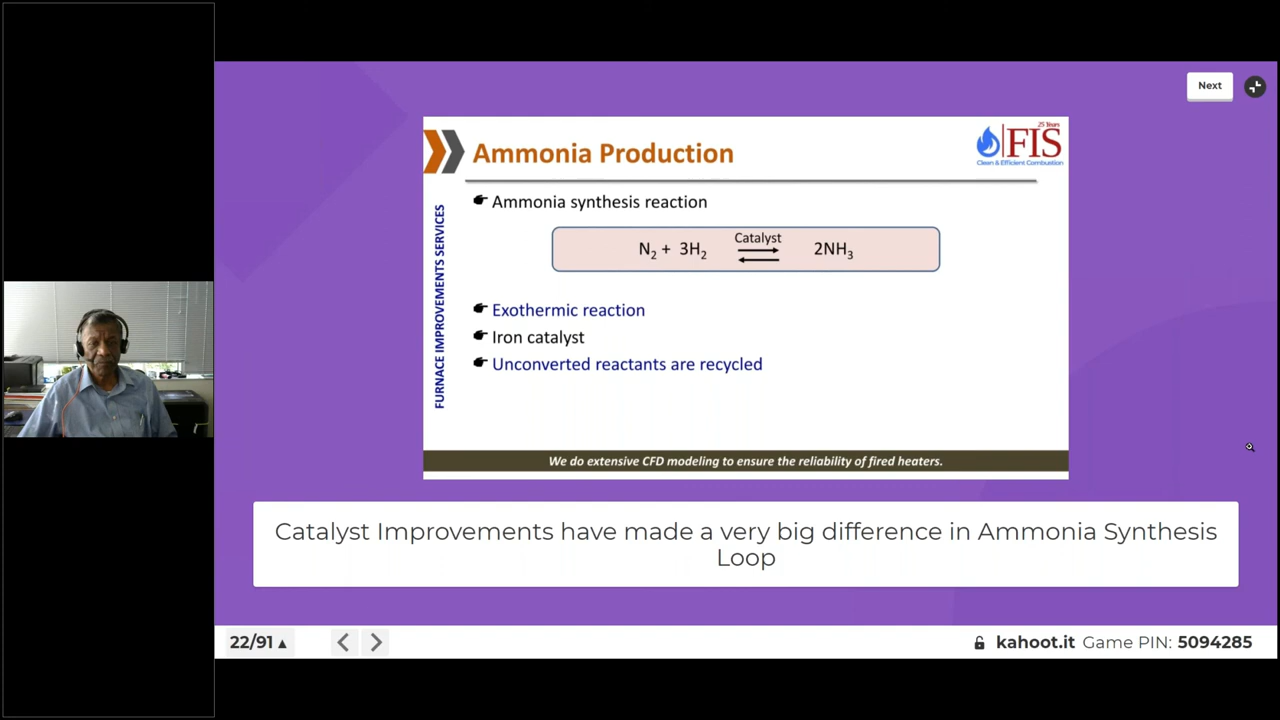 Next
Ammonia Production
25 Years
FIS
Clean & Efficient Combustion
FURNACE IMPROVEMENTS SERVICES
Ammonia synthesis reaction
N₂ + 3H₂ Catalyst 2NH₃
Exothermic reaction
Iron catalyst
Unconverted reactants are recycled
We do extensive CFD modeling to ensure the reliability of fired heaters.
Catalyst Improvements have made a very big difference in Ammonia Synthesis
Loop
22/91
kahoot.it Game PIN: 5094285